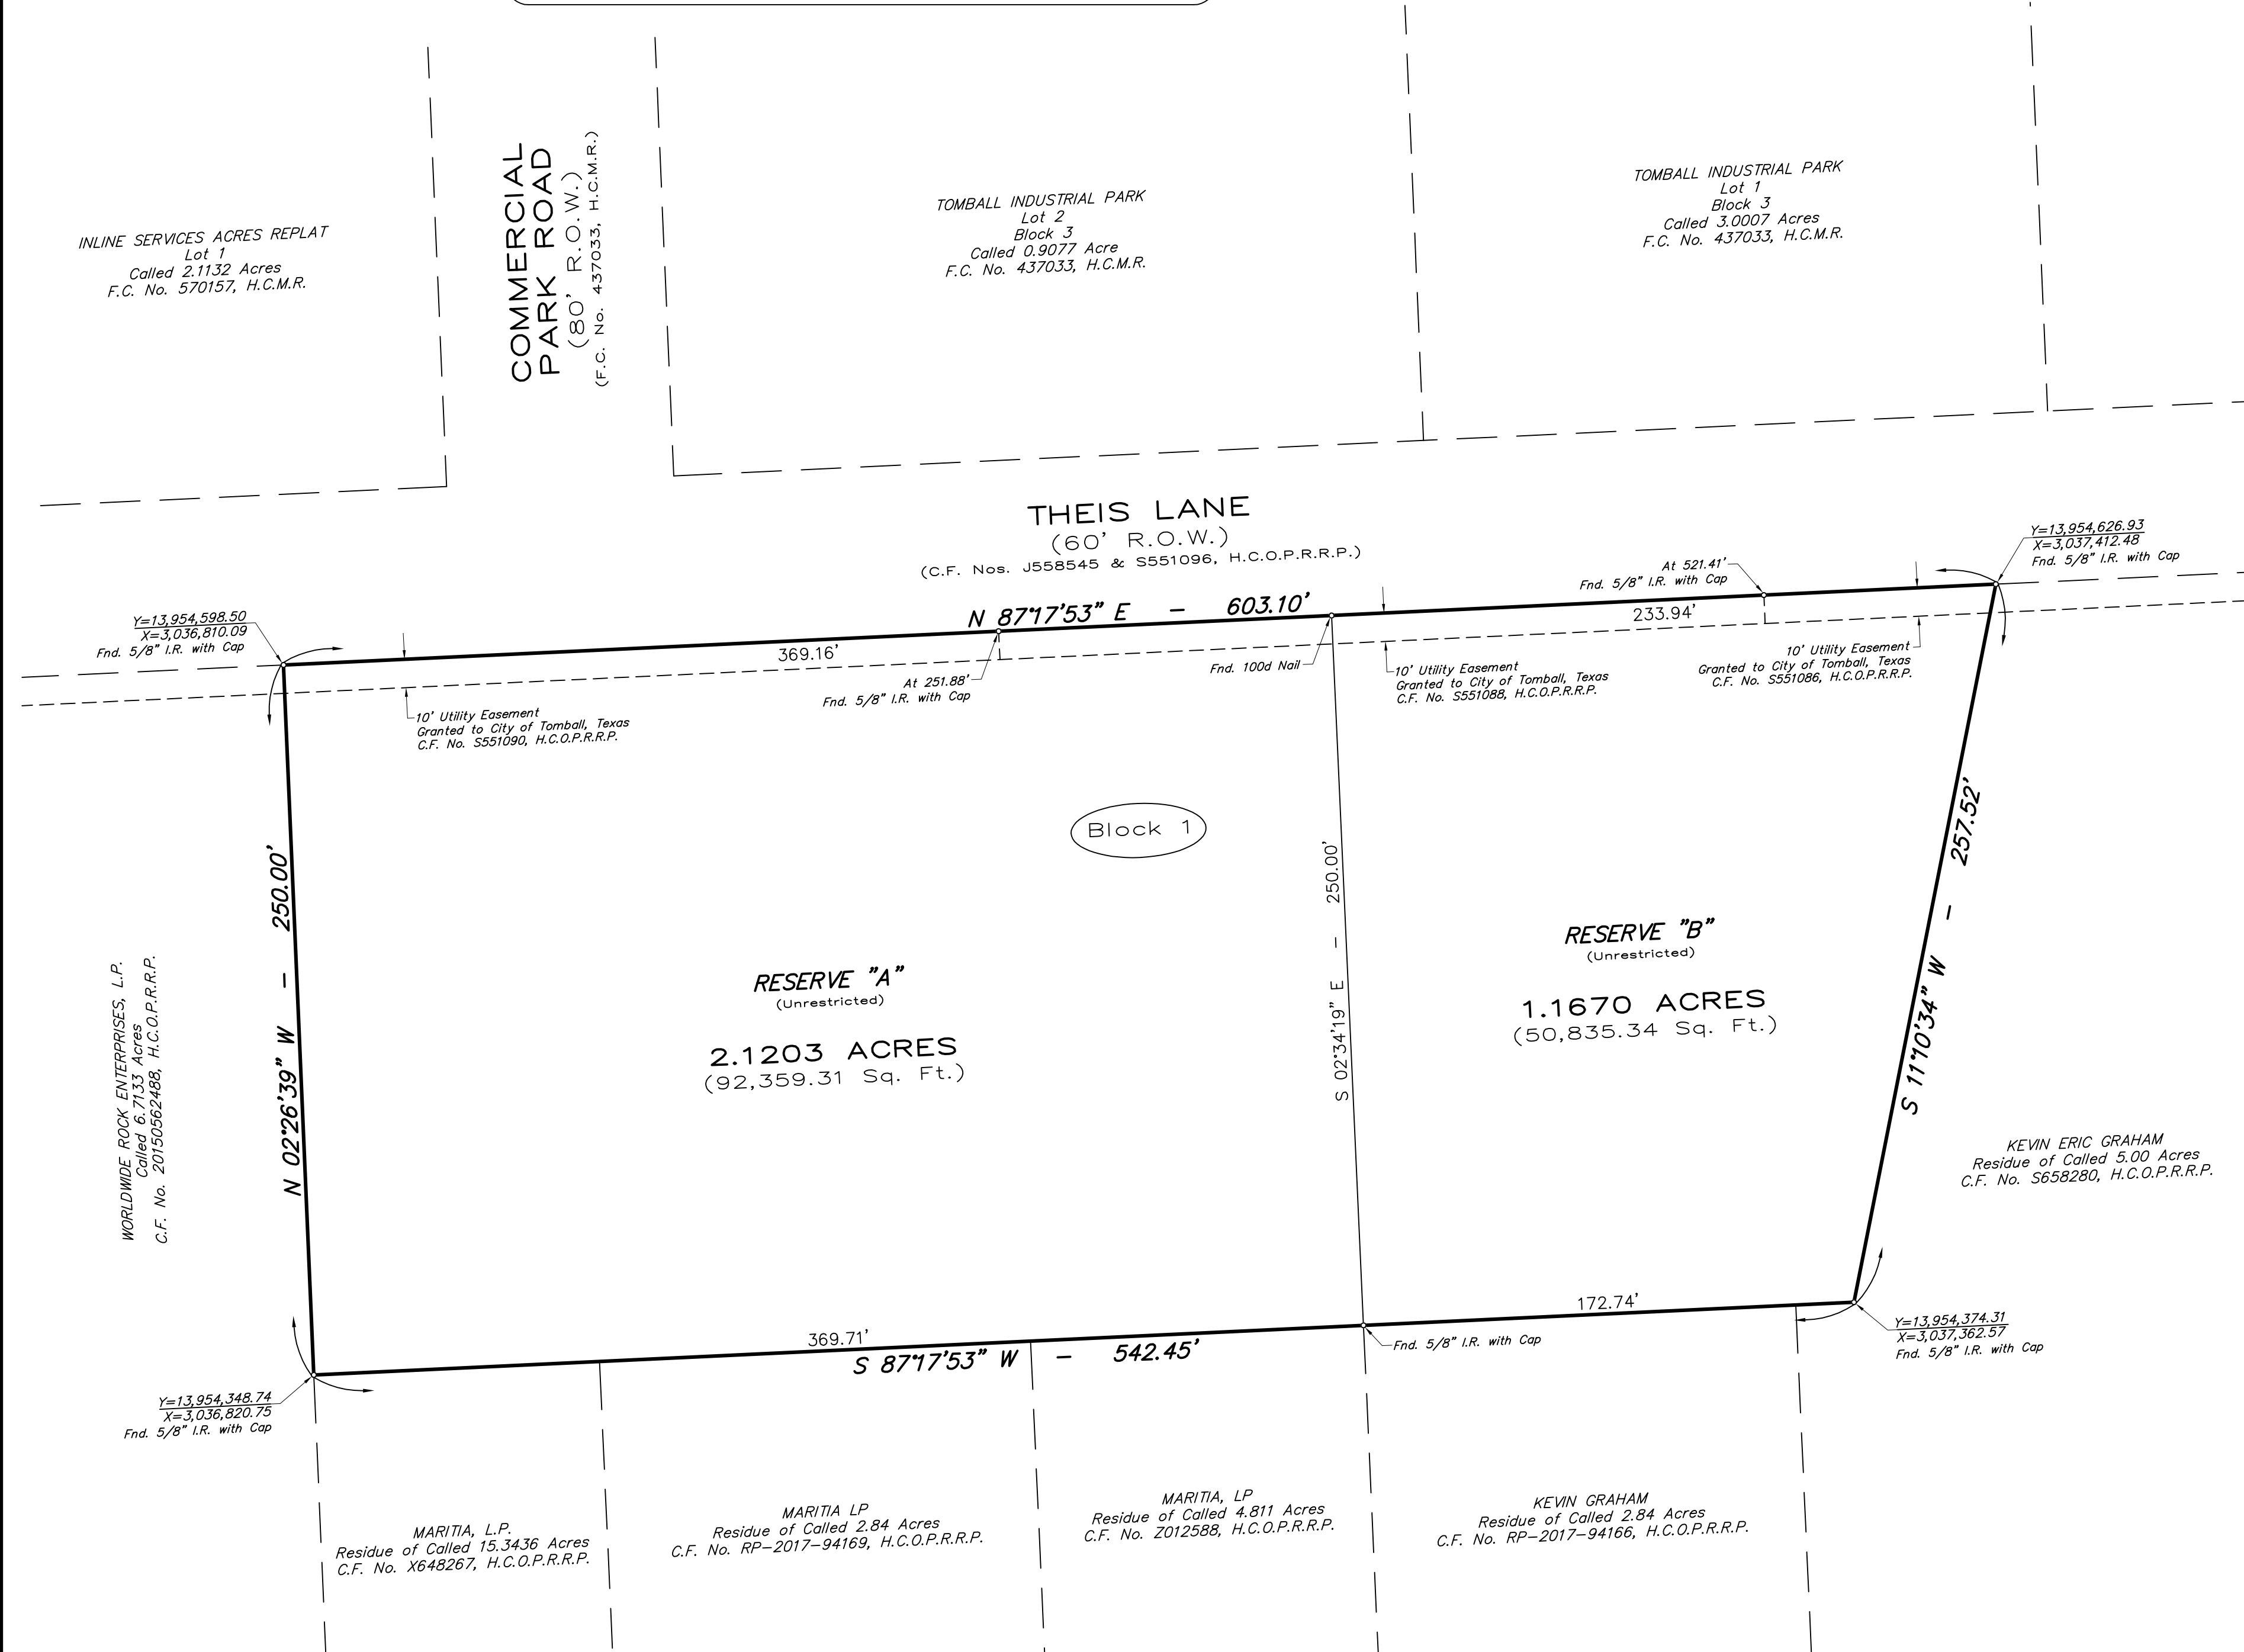 COMMERCIAL
PARK ROAD
(80' R.O.W.)
(F.C. No. 437033, H.C.M.R.)
INLINE SERVICES ACRES REPLAT
Lot 1
Called 2.1132 Acres
F.C. No. 570157, H.C.M.R.
TOMBALL INDUSTRIAL PARK
Lot 2
Block 3
Called 0.9077 Acre
F.C. No. 437033, H.C.M.R.
TOMBALL INDUSTRIAL PARK
Lot 1
Block 3
Called 3.0007 Acres
F.C. No. 437033, H.C.M.R.
THEIS LANE
(60' R.O.W.)
(C.F. Nos. J558545 & S551096, H.C.O.P.R.R.P.)
Y=13,954,598.50
X=3,036,810.09
Fnd. 5/8" I.R. with Cap
N 87°17'53" E - 603.10'
At 521.41'
Fnd. 5/8" I.R. with Cap
Y=13,954,626.93
X=3,037,412.48
Fnd. 5/8" I.R. with Cap
369.16'
233.94'
At 251.88'
Fnd. 5/8" I.R. with Cap
Fnd. 100d Nail
10' Utility Easement
Granted to City of Tomball, Texas
C.F. No. S551090, H.C.O.P.R.R.P.
10' Utility Easement
Granted to City of Tomball, Texas
C.F. No. S551088, H.C.O.P.R.R.P.
10' Utility Easement
Granted to City of Tomball, Texas
C.F. No. S551086, H.C.O.P.R.R.P.
Block 1
N 02°26'39" W - 250.00'
S 02°34'19" E - 250.00'
S 11°10'34" W - 257.52'
WORLDWIDE ROCK ENTERPRISES, L.P.
Called 6.7133 Acres
C.F. No. 20150562488, H.C.O.P.R.R.P.
RESERVE "A"
(Unrestricted)
2.1203 ACRES
(92,359.31 Sq. Ft.)
RESERVE "B"
(Unrestricted)
1.1670 ACRES
(50,835.34 Sq. Ft.)
KEVIN ERIC GRAHAM
Residue of Called 5.00 Acres
C.F. No. S658280, H.C.O.P.R.R.P.
369.71'
172.74'
S 87°17'53" W - 542.45'
Fnd. 5/8" I.R. with Cap
Y=13,954,374.31
X=3,037,362.57
Fnd. 5/8" I.R. with Cap
Y=13,954,348.74
X=3,036,820.75
Fnd. 5/8" I.R. with Cap
MARITIA, L.P.
Residue of Called 15.3436 Acres
C.F. No. X648267, H.C.O.P.R.R.P.
MARITIA LP
Residue of Called 2.84 Acres
C.F. No. RP-2017-94169, H.C.O.P.R.R.P.
MARITIA, LP
Residue of Called 4.811 Acres
C.F. No. Z012588, H.C.O.P.R.R.P.
KEVIN GRAHAM
Residue of Called 2.84 Acres
C.F. No. RP-2017-94166, H.C.O.P.R.R.P.